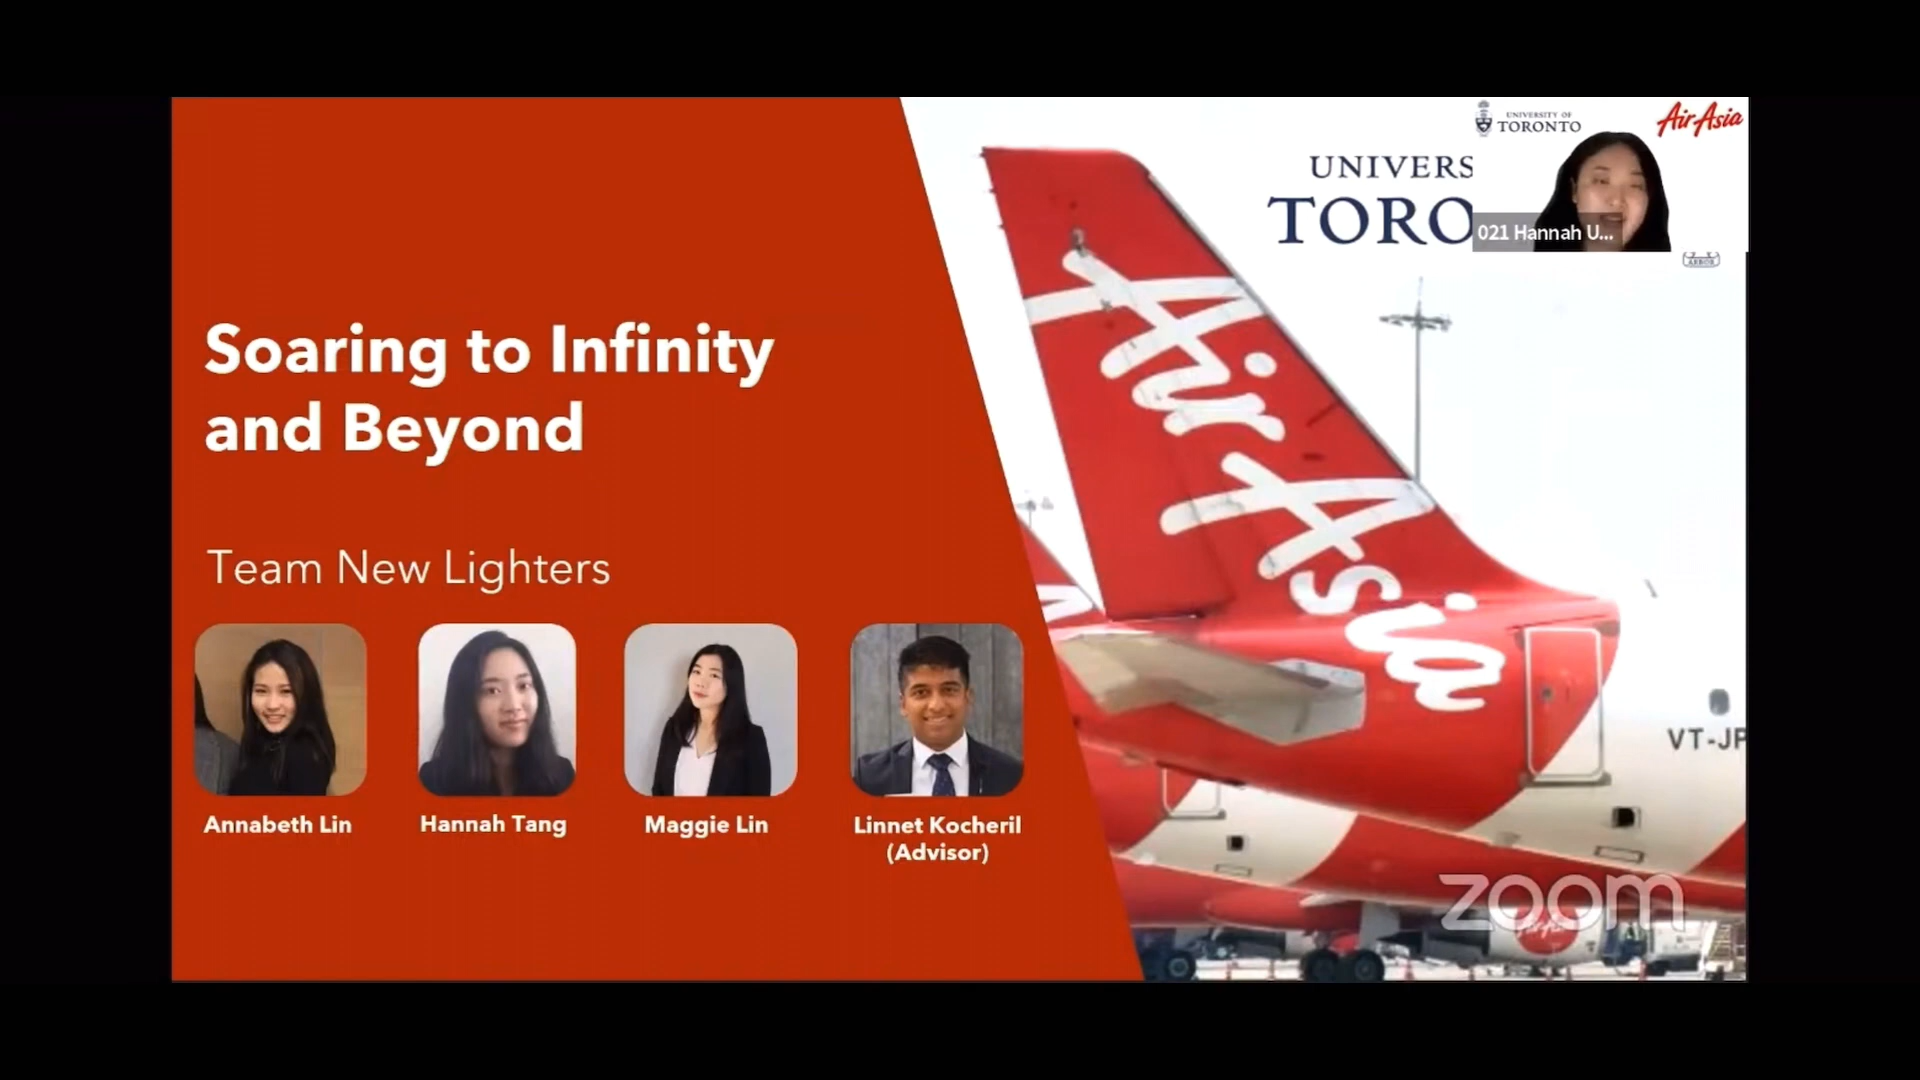 Soaring to Infinity
and Beyond
Team New Lighters
Annabeth Lin
Hannah Tang
Maggie Lin
Linnet Kocheril
(Advisor)
UNIVERSITY OF
TORONTO
AirAsia
UNIVERS
TORO
021 Hannah U...
AirAsia
VT-JF
zoom
AirAsia